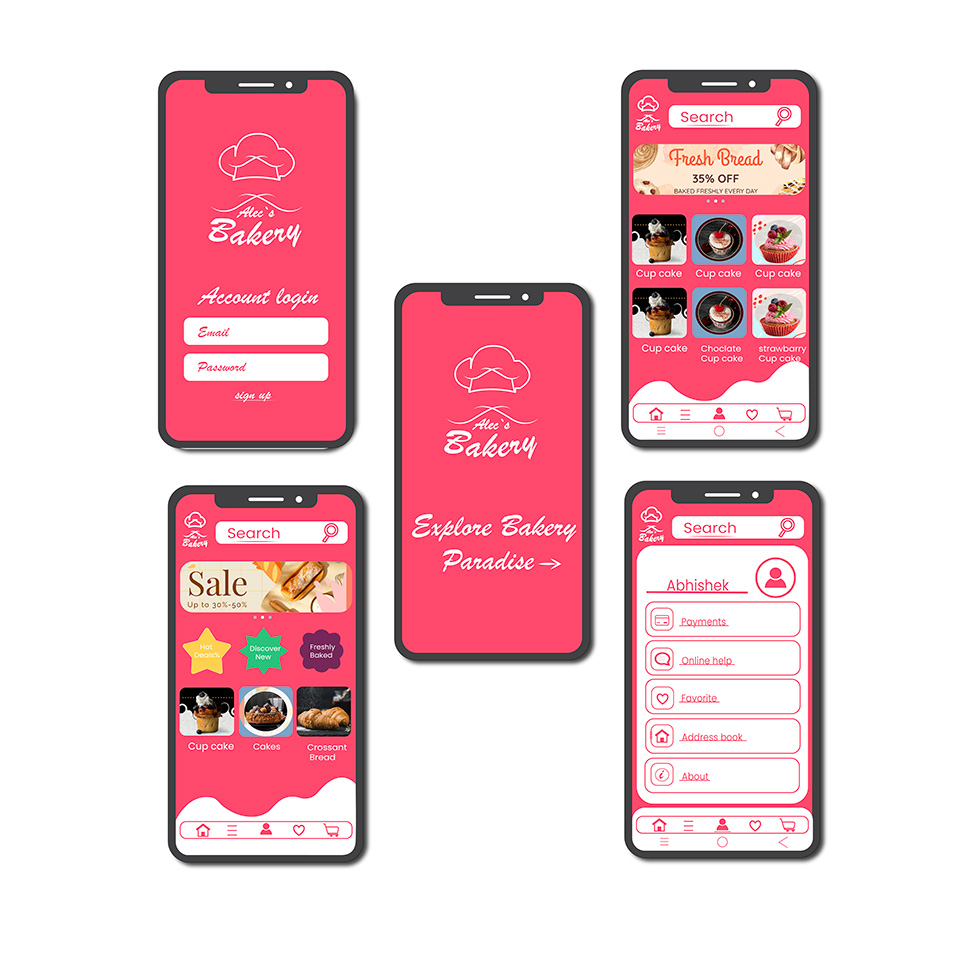 Alec`s
Bakery
Account login
Email
Password
sign up
Alec`s
Bakery
Search
Fresh Bread
35% OFF
BAKED FRESHLY EVERY DAY
Cup cake
Cup cake
Cup cake
Cup cake
Choclate
Cup cake
strawbarry
Cup cake
Alec`s
Bakery
Explore Bakery
Paradise
Bakery
Search
Sale
Up to 30%-50%
Hot
Deals%
Discover
New
Freshly
Baked
Cup cake
Cakes
Crossant
Bread
Bakery
Search
Abhishek
Payments
Online help
Favorite
Address book
About